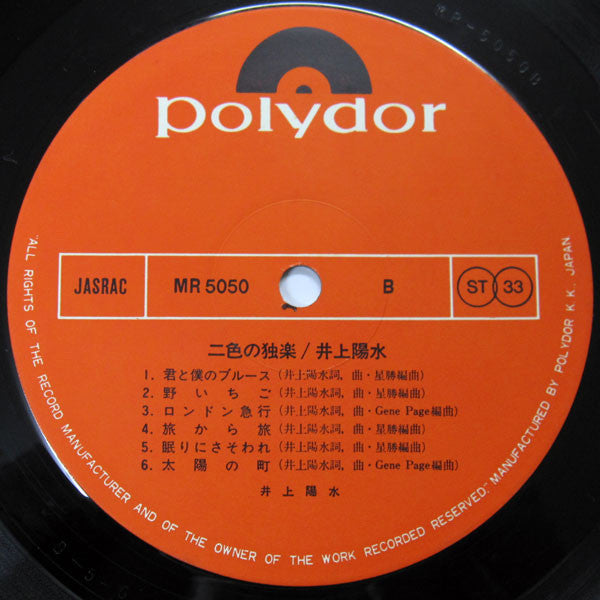 MR-5050B
polydor
JASRAC MR 5050 B ST 33
二色の独楽/井上陽水
1. 君と僕のブルース (井上陽水詞, 曲・星勝編曲)
2. 野いちご (井上陽水詞, 曲・星勝編曲)
3. ロンドン急行 (井上陽水詞, 曲・Gene Page編曲)
4. 旅から旅 (井上陽水詞, 曲・星勝編曲)
5. 眠りにさそわれ (井上陽水詞, 曲・星勝編曲)
6. 太陽の町 (井上陽水詞, 曲・Gene Page編曲)
井上陽水
"ALL RIGHTS OF THE RECORD MANUFACTURER AND OF THE OWNER OF THE WORK RECORDED RESERVED." MANUFACTURED BY POLYDOR K.K., JAPAN